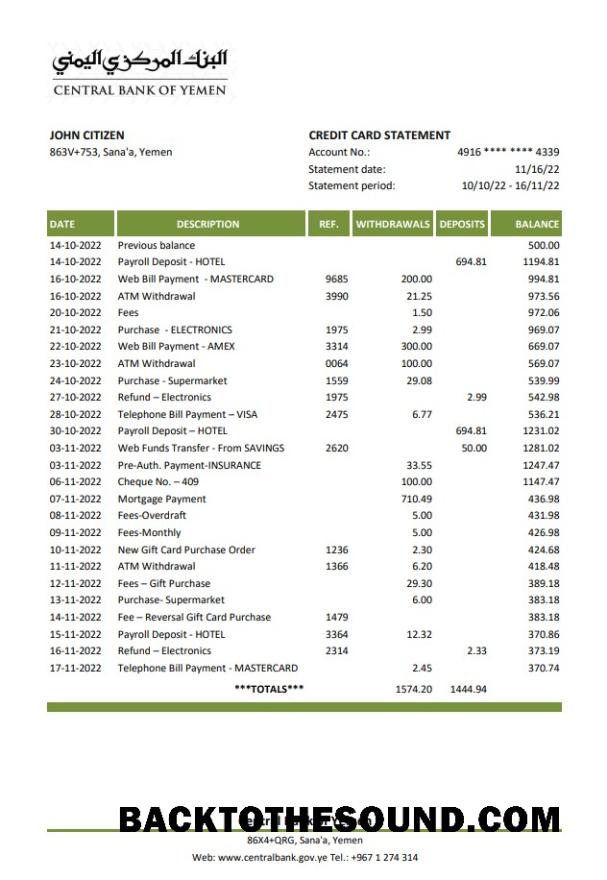 البنك المركزي اليمني
CENTRAL BANK OF YEMEN
JOHN CITIZEN CREDIT CARD STATEMENT
863V+753, Sana'a, Yemen Account No.: 4916 **** **** 4339
Statement date: 11/16/22
Statement period: 10/10/22 - 16/11/22
DATE DESCRIPTION REF. WITHDRAWALS DEPOSITS BALANCE
14-10-2022 Previous balance 500.00
14-10-2022 Payroll Deposit - HOTEL 694.81 1194.81
16-10-2022 Web Bill Payment - MASTERCARD 9685 200.00 994.81
16-10-2022 ATM Withdrawal 3990 21.25 973.56
20-10-2022 Fees 1.50 972.06
21-10-2022 Purchase - ELECTRONICS 1975 2.99 969.07
22-10-2022 Web Bill Payment - AMEX 3314 300.00 669.07
23-10-2022 ATM Withdrawal 0064 100.00 569.07
24-10-2022 Purchase - Supermarket 1559 29.08 539.99
27-10-2022 Refund – Electronics 1975 2.99 542.98
28-10-2022 Telephone Bill Payment – VISA 2475 6.77 536.21
30-10-2022 Payroll Deposit – HOTEL 694.81 1231.02
03-11-2022 Web Funds Transfer - From SAVINGS 2620 50.00 1281.02
03-11-2022 Pre-Auth. Payment-INSURANCE 33.55 1247.47
06-11-2022 Cheque No. – 409 100.00 1147.47
07-11-2022 Mortgage Payment 710.49 436.98
08-11-2022 Fees-Overdraft 5.00 431.98
09-11-2022 Fees-Monthly 5.00 426.98
10-11-2022 New Gift Card Purchase Order 1236 2.30 424.68
11-11-2022 ATM Withdrawal 1366 6.20 418.48
12-11-2022 Fees – Gift Purchase 29.30 389.18
13-11-2022 Purchase- Supermarket 6.00 383.18
14-11-2022 Fee – Reversal Gift Card Purchase 1479 383.18
15-11-2022 Payroll Deposit - HOTEL 3364 12.32 370.86
16-11-2022 Refund – Electronics 2314 2.33 373.19
17-11-2022 Telephone Bill Payment - MASTERCARD 2.45 370.74
***TOTALS*** 1574.20 1444.94
BACKTOTHESOUND.COM
86X4+QRG, Sana'a, Yemen
Web: www.centralbank.gov.ye Tel.: +967 1 274 314